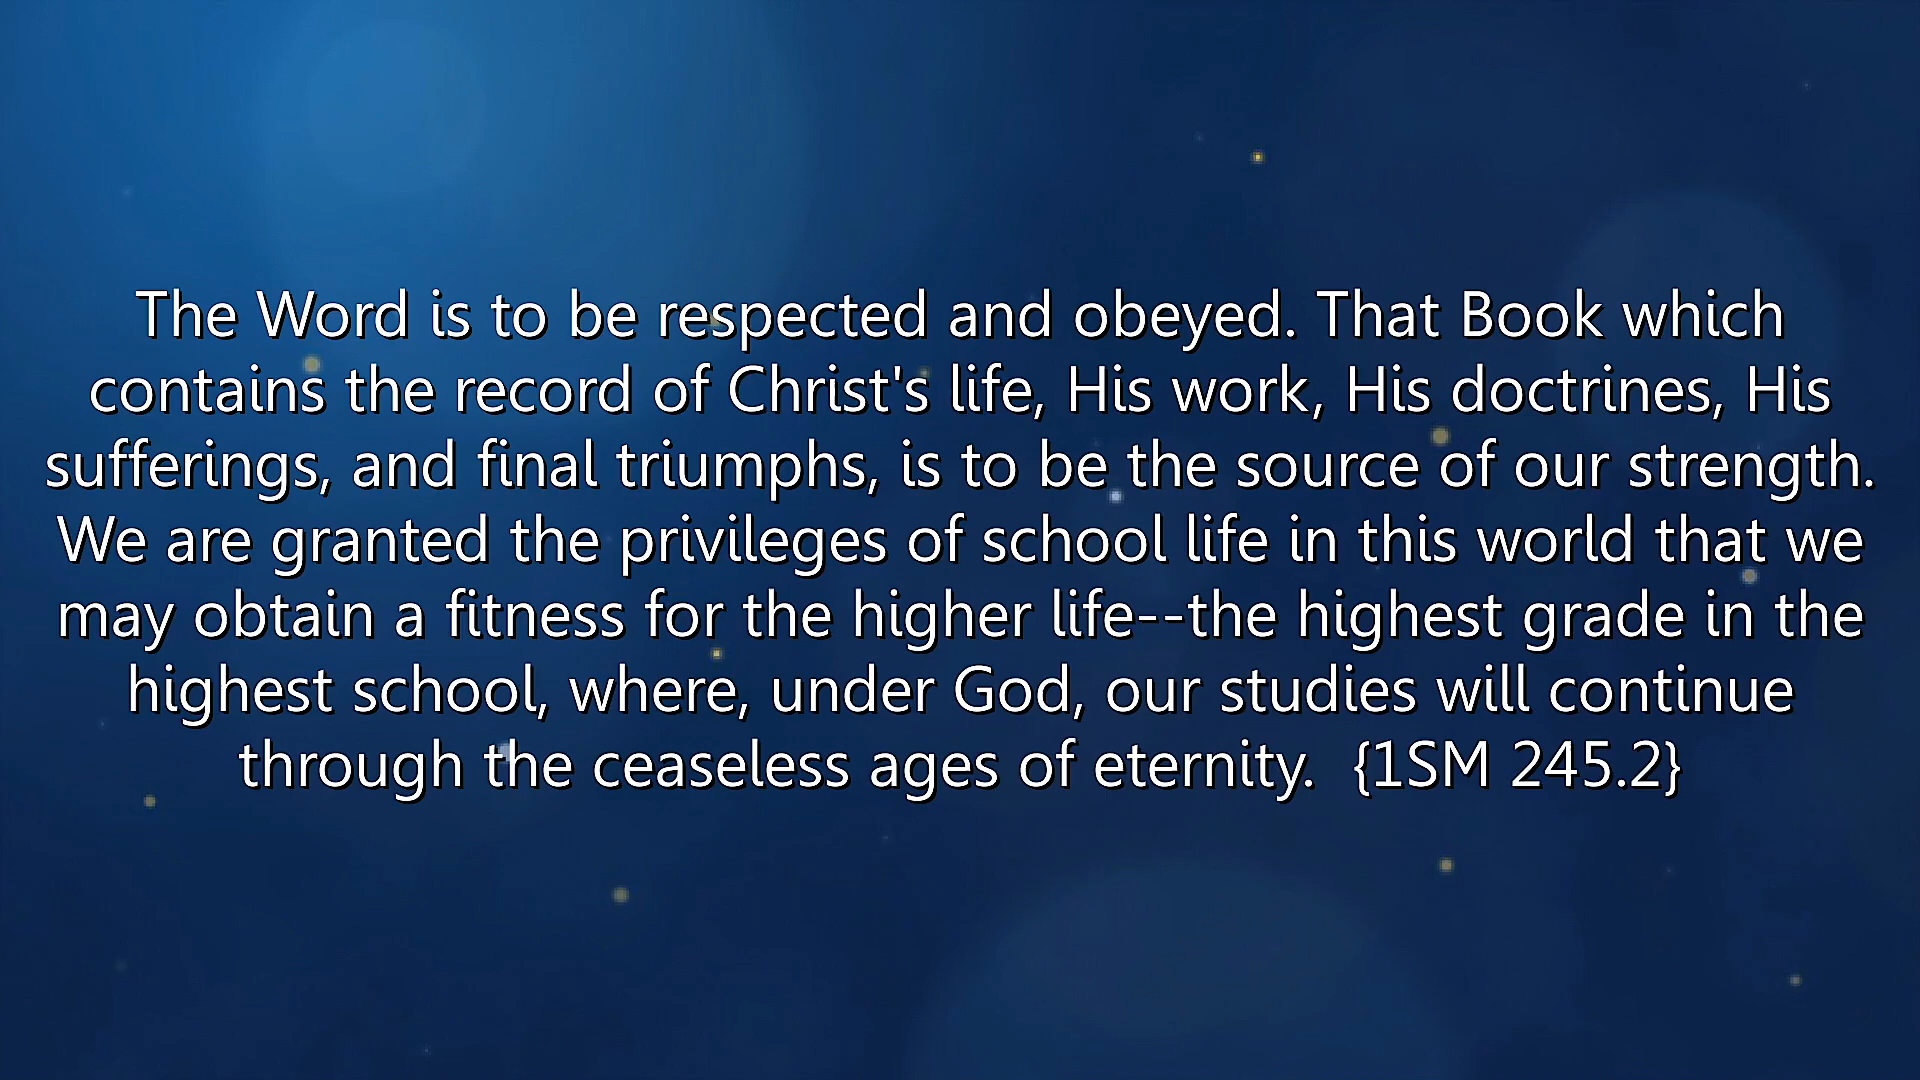 The Word is to be respected and obeyed. That Book which
contains the record of Christ's life, His work, His doctrines, His
sufferings, and final triumphs, is to be the source of our strength.
We are granted the privileges of school life in this world that we
may obtain a fitness for the higher life--the highest grade in the
highest school, where, under God, our studies will continue
through the ceaseless ages of eternity.  {1SM 245.2}